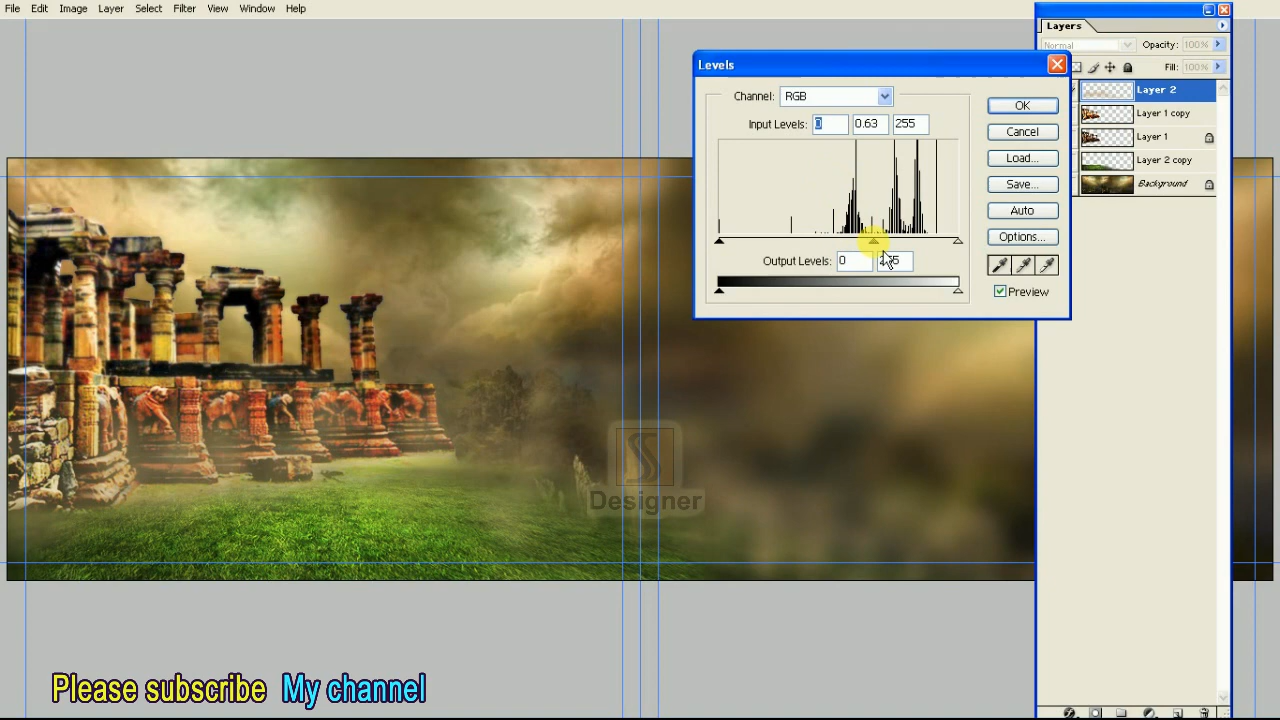 File Edit Image Layer Select Filter View Window Help
Layers
Normal Opacity: 100%
Fill: 100%
Layer 2
Layer 1 copy
Layer 1
Layer 2 copy
Background
Levels
Channel: RGB
Input Levels: 0 0.63 255
Output Levels: 0
OK
Cancel
Load...
Save...
Auto
Options...
Preview
SS
Designer
Please subscribe My channel